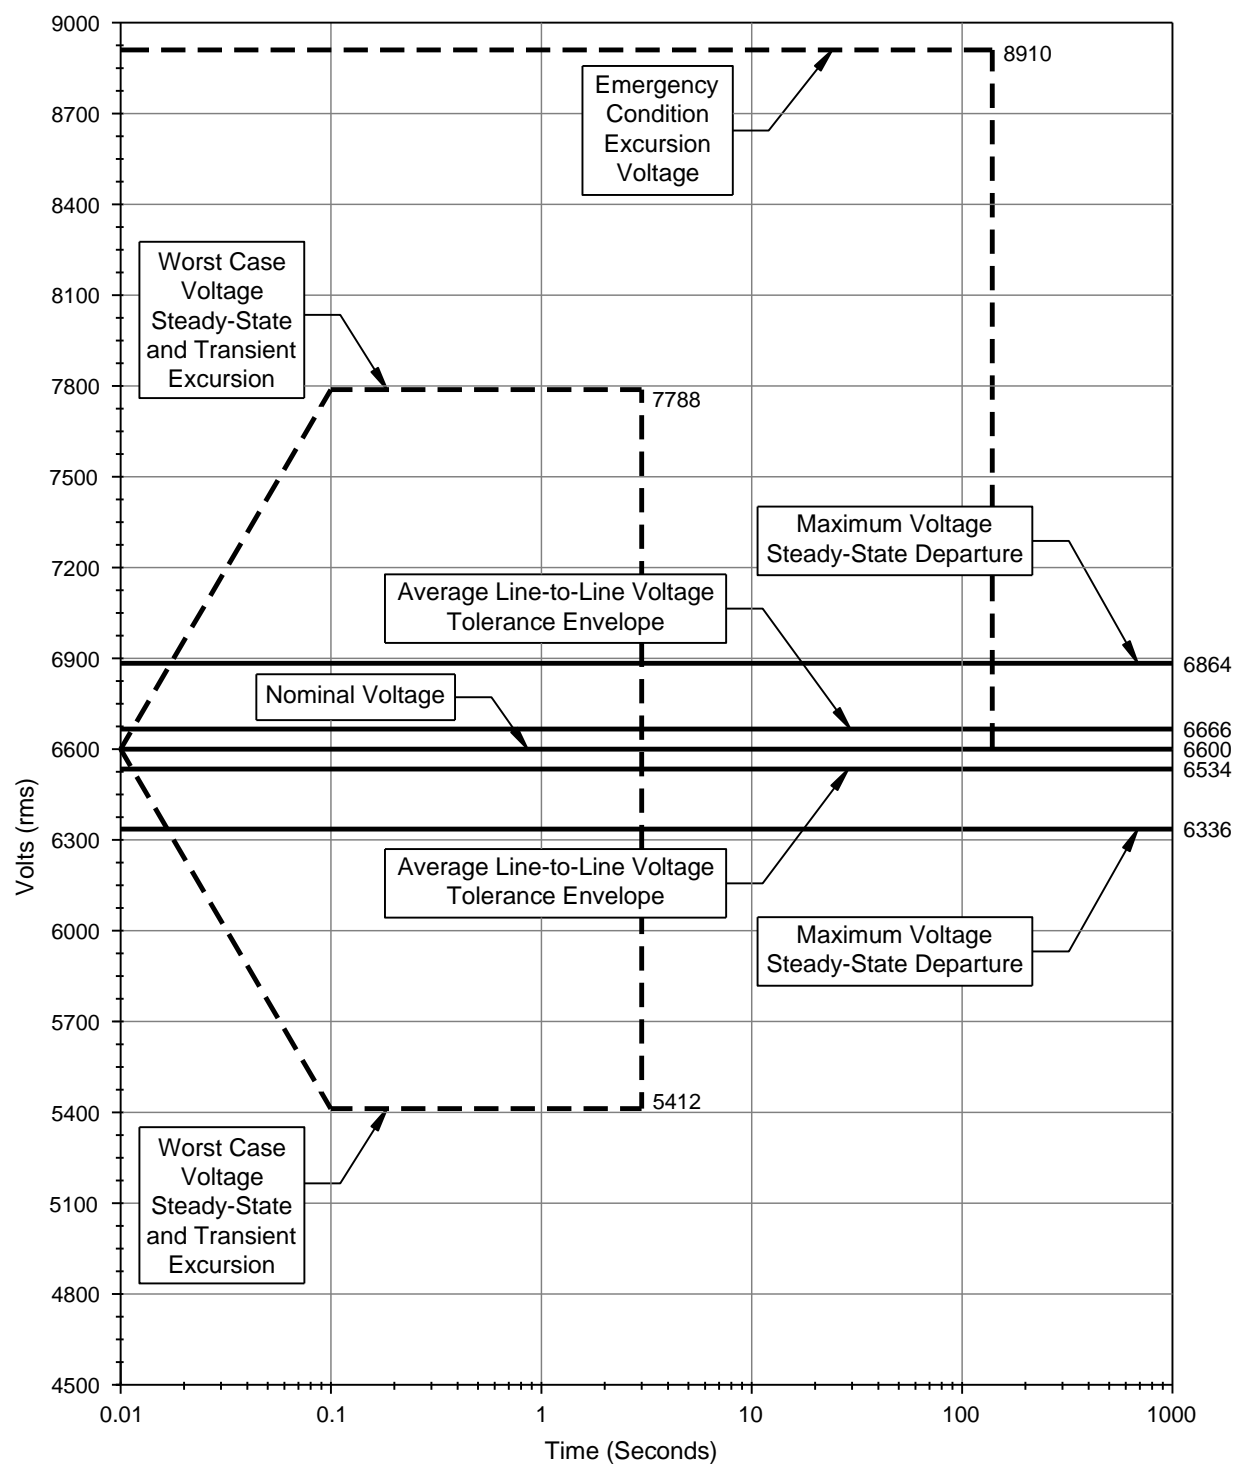 9000
8910
Emergency
Condition
Excursion
Voltage
8700
8400
Worst Case
Voltage
Steady-State
and Transient
Excursion
8100
7800
7788
7500
Maximum Voltage
Steady-State Departure
7200
Average Line-to-Line Voltage
Tolerance Envelope
6900
6864
Nominal Voltage
6666
6600
6600
6534
6336
6300
Volts (rms)
Average Line-to-Line Voltage
Tolerance Envelope
6000
Maximum Voltage
Steady-State Departure
5700
5412
5400
Worst Case
Voltage
Steady-State
and Transient
Excursion
5100
4800
4500
0.01 0.1 1 10 100 1000
Time (Seconds)